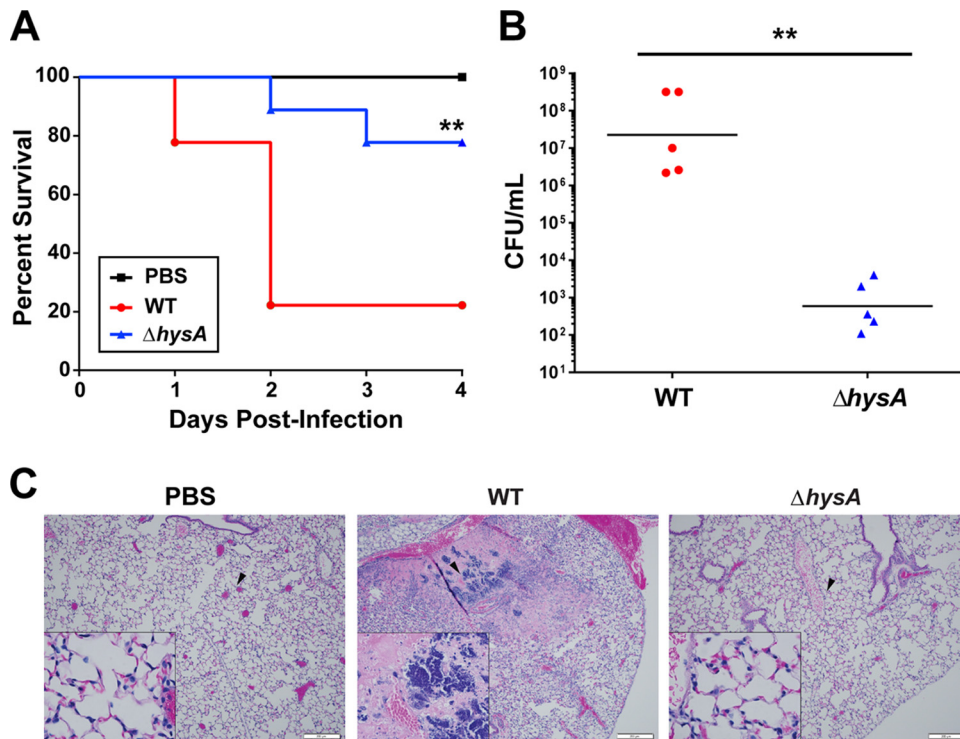 A
Percent Survival
100
80
60
40
20
0
**
PBS
WT
ΔhysA
0 1 2 3 4
Days Post-Infection
B
**
CFU/mL
10⁹
10⁸
10⁷
10⁶
10⁵
10⁴
10³
10²
10¹
WT ΔhysA
C
PBS WT ΔhysA